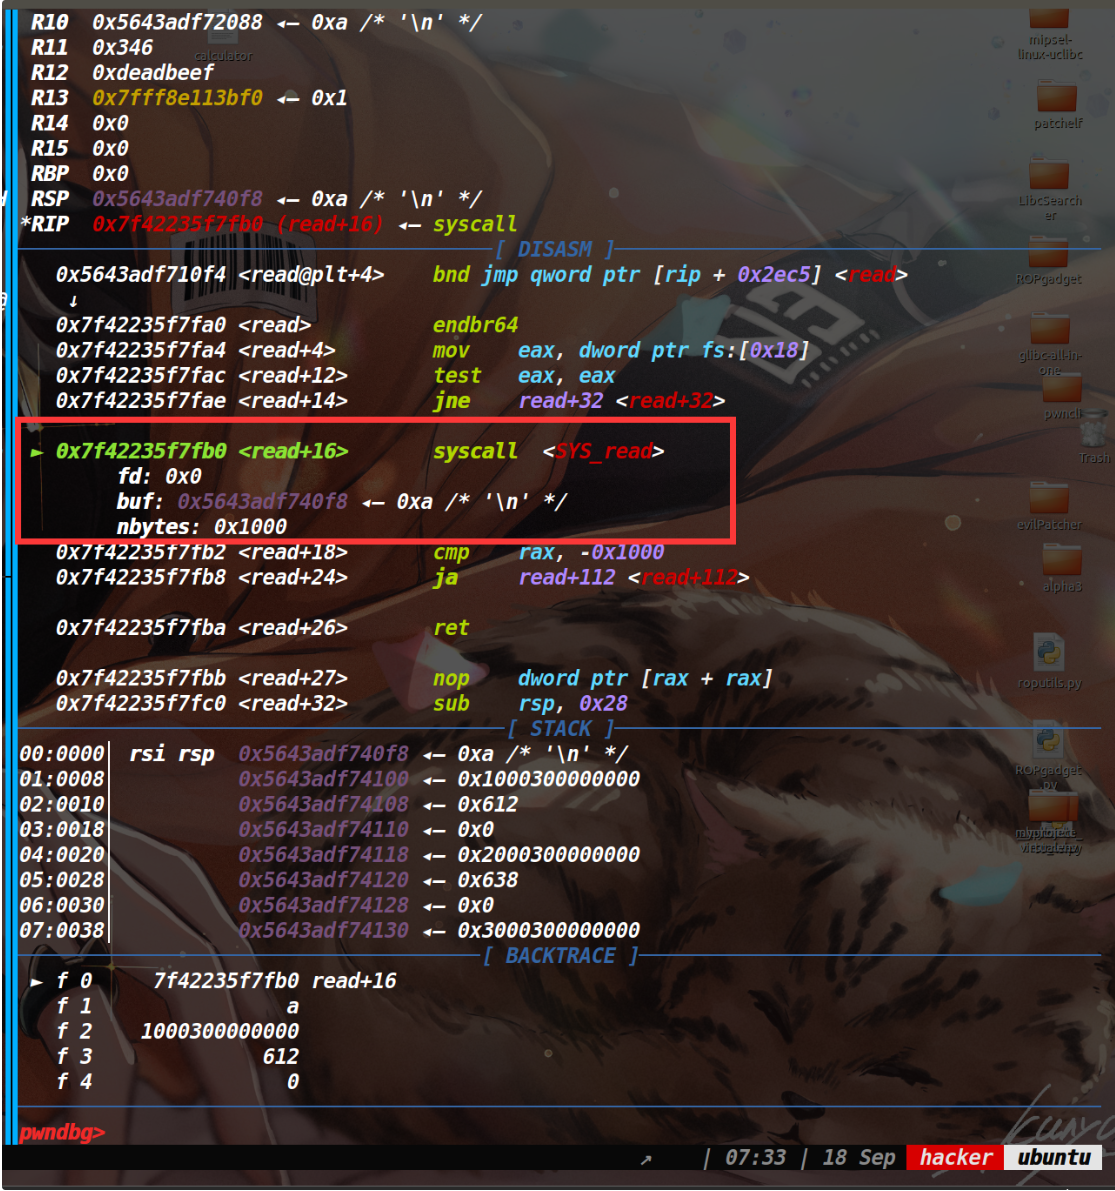 R10 0x5643adf72088 ◂— 0xa /* '\n' */
R11 0x346
R12 0xdeadbeef
R13 0x7fff8e113bf0 ◂— 0x1
R14 0x0
R15 0x0
RBP 0x0
RSP 0x5643adf740f8 ◂— 0xa /* '\n' */
*RIP 0x7f42235f7fb0 (read+16) ◂— syscall
[ DISASM ]
0x5643adf710f4 <read@plt+4> bnd jmp qword ptr [rip + 0x2ec5] <read>
↓
0x7f42235f7fa0 <read> endbr64
0x7f42235f7fa4 <read+4> mov eax, dword ptr fs:[0x18]
0x7f42235f7fac <read+12> test eax, eax
0x7f42235f7fae <read+14> jne read+32 <read+32>
► 0x7f42235f7fb0 <read+16> syscall <SYS_read>
fd: 0x0
buf: 0x5643adf740f8 ◂— 0xa /* '\n' */
nbytes: 0x1000
0x7f42235f7fb2 <read+18> cmp rax, -0x1000
0x7f42235f7fb8 <read+24> ja read+112 <read+112>
0x7f42235f7fba <read+26> ret
0x7f42235f7fbb <read+27> nop dword ptr [rax + rax]
0x7f42235f7fc0 <read+32> sub rsp, 0x28
[ STACK ]
00:0000│ rsi rsp 0x5643adf740f8 ◂— 0xa /* '\n' */
01:0008│ 0x5643adf74100 ◂— 0x1000300000000
02:0010│ 0x5643adf74108 ◂— 0x612
03:0018│ 0x5643adf74110 ◂— 0x0
04:0020│ 0x5643adf74118 ◂— 0x2000300000000
05:0028│ 0x5643adf74120 ◂— 0x638
06:0030│ 0x5643adf74128 ◂— 0x0
07:0038│ 0x5643adf74130 ◂— 0x3000300000000
[ BACKTRACE ]
► f 0 7f42235f7fb0 read+16
f 1 a
f 2 1000300000000
f 3 612
f 4 0
pwndbg>
↗ | 07:33 | 18 Sep hacker ubuntu
calculator
mipsel-
linux-uclibc
patchelf
LibcSearch
er
ROPgadget
glibc-all-in-
one
pwncli
Trash
evilPatcher
alpha3
roputils.py
ROPgadget
.py